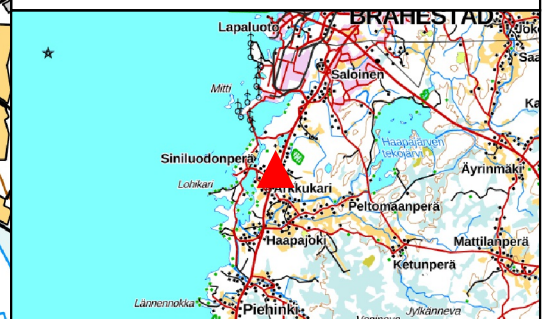 BRAHESTAD
Lapaluoto
Saloinen
Mitti
Haapajärven
tekojärvi
Siniluodonperä
Äyrinmäki
Lohikari
Arkkukari
Peltomaanperä
Haapajoki
Mattilanperä
Ketunperä
Lännennokka
Piehinki
Jylkänneva